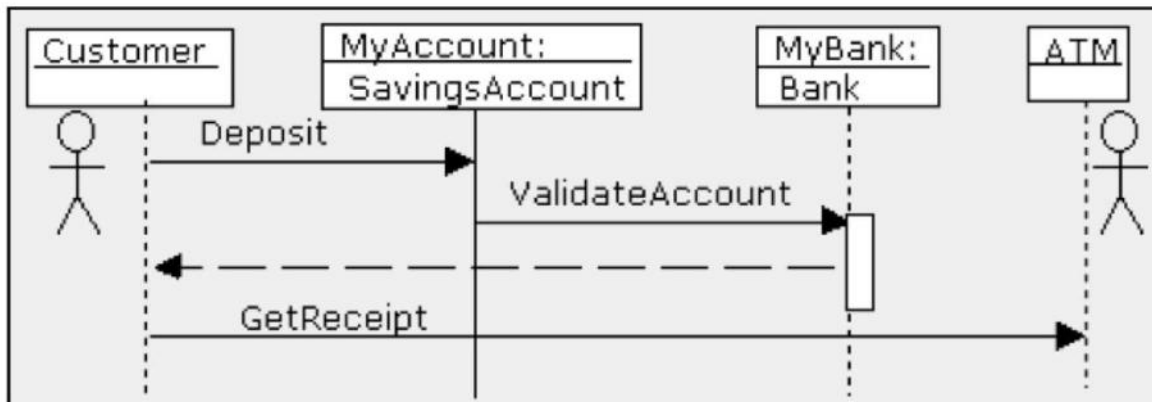 Customer
MyAccount:
SavingsAccount
MyBank:
Bank
ATM
Deposit
ValidateAccount
GetReceipt